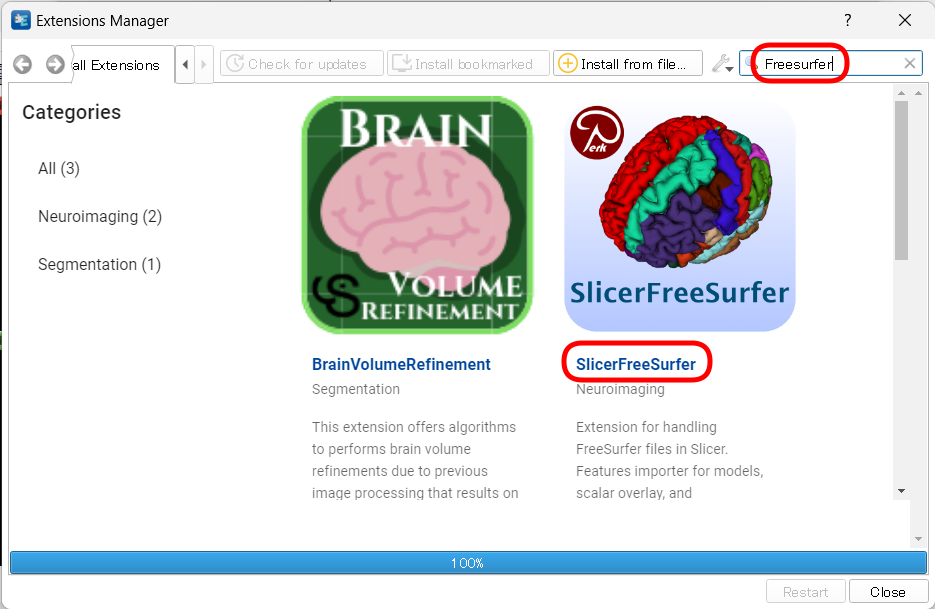 Extensions Manager
?
all Extensions
Check for updates
Install bookmarked
Install from file...
Freesurfer
Categories
All (3)
Neuroimaging (2)
Segmentation (1)
BRAIN
VOLUME
REFINEMENT
BrainVolumeRefinement
Segmentation
This extension offers algorithms
to performs brain volume
refinements due to previous
image processing that results on
Perk
SlicerFreeSurfer
SlicerFreeSurfer
Neuroimaging
Extension for handling
FreeSurfer files in Slicer.
Features importer for models,
scalar overlay, and
100%
Restart
Close